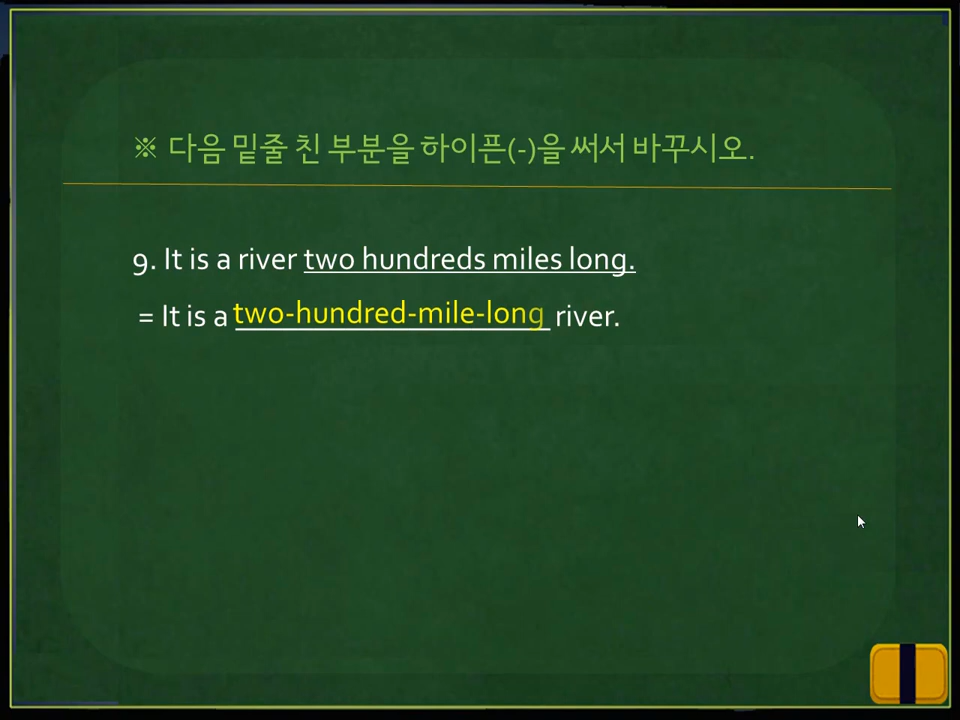 ※ 다음 밑줄 친 부분을 하이픈(-)을 써서 바꾸시오.
9. It is a river two hundreds miles long.
= It is a two-hundred-mile-long river.